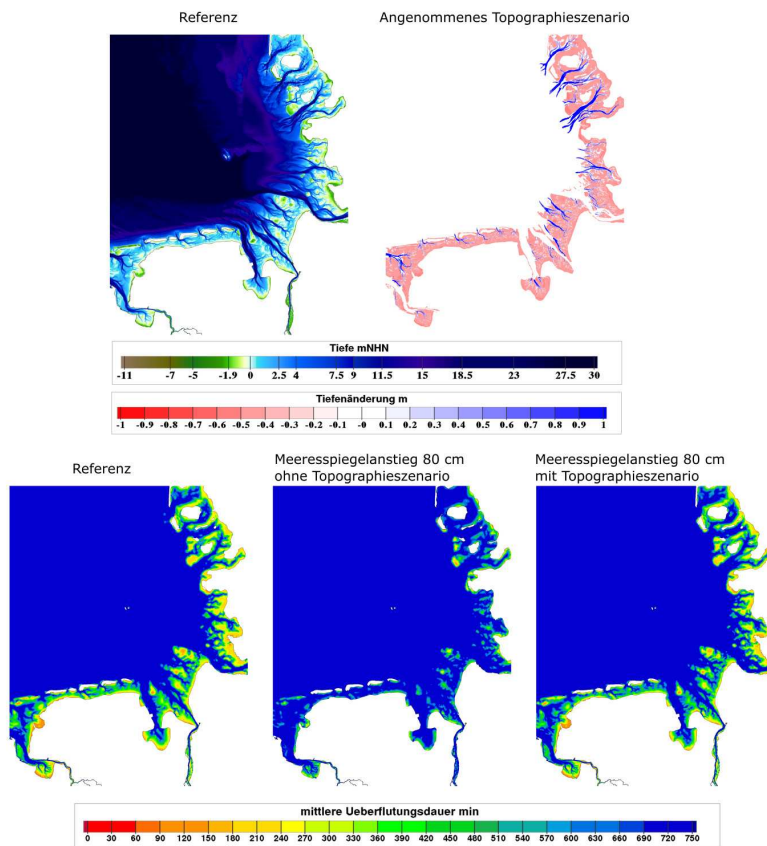 Referenz
Angenommenes Topographieszenario
Tiefe mNHN
-11 -7 -5 -1.9 0 2.5 4 7.5 9 11.5 15 18.5 23 27.5 30
Tiefenänderung m
-1 -0.9 -0.8 -0.7 -0.6 -0.5 -0.4 -0.3 -0.2 -0.1 -0 0.1 0.2 0.3 0.4 0.5 0.6 0.7 0.8 0.9 1
Referenz
Meeresspiegelanstieg 80 cm
ohne Topographieszenario
Meeresspiegelanstieg 80 cm
mit Topographieszenario
mittlere Ueberflutungsdauer min
0 30 60 90 120 150 180 210 240 270 300 330 360 390 420 450 480 510 540 570 600 630 660 690 720 750